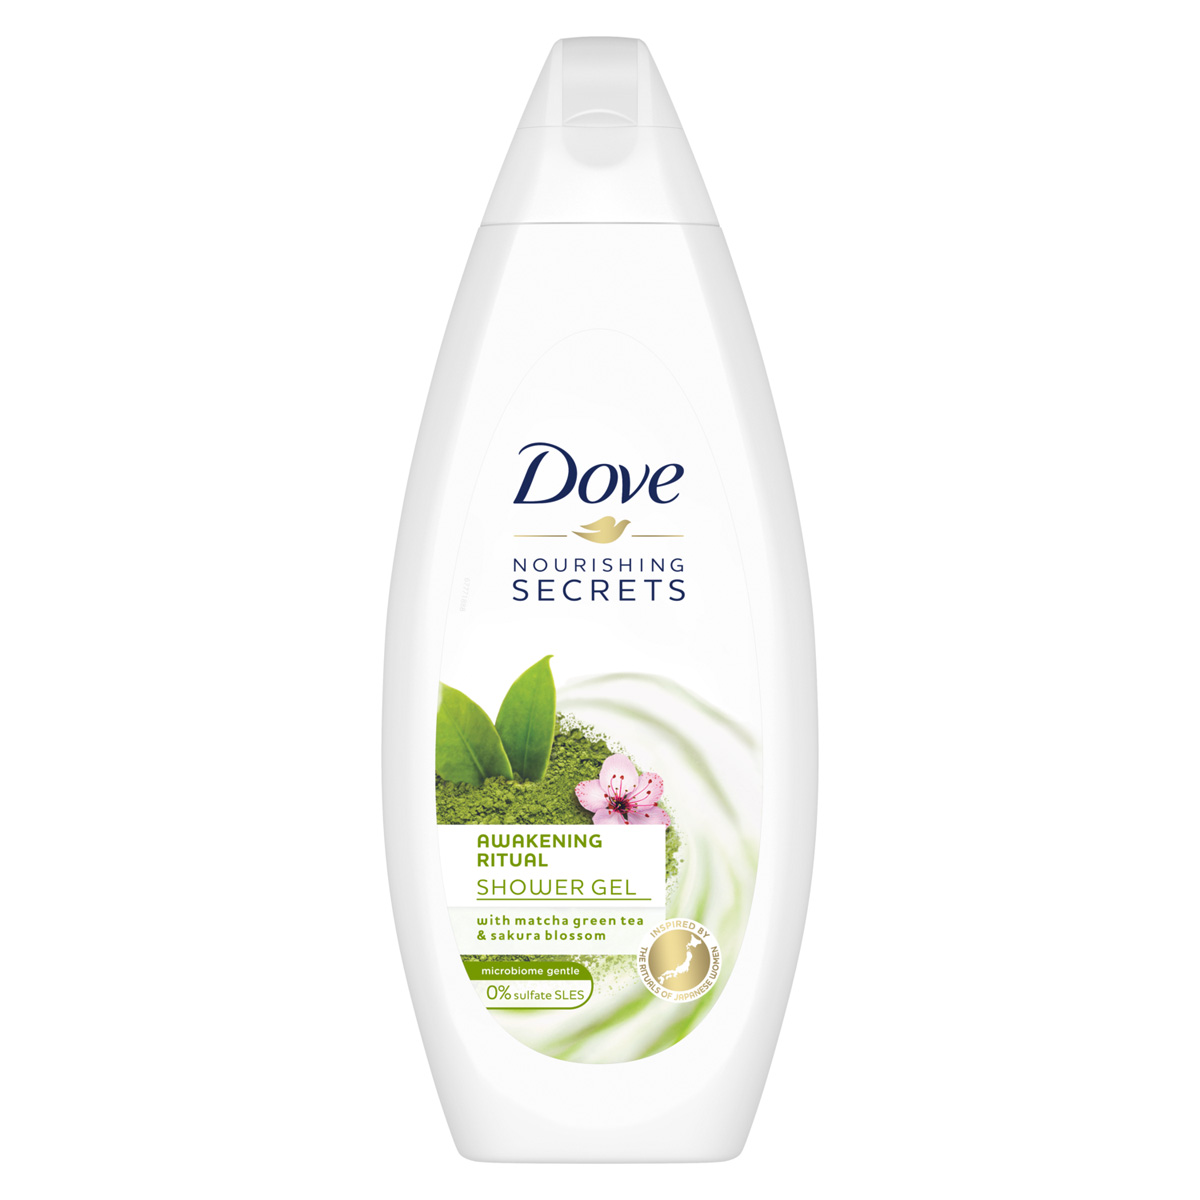 Dove
NOURISHING
SECRETS
AWAKENING
RITUAL
SHOWER GEL
with matcha green tea
& sakura blossom
microbiome gentle
0% sulfate SLES
INSPIRED BY
THE RITUALS OF JAPANESE WOMEN